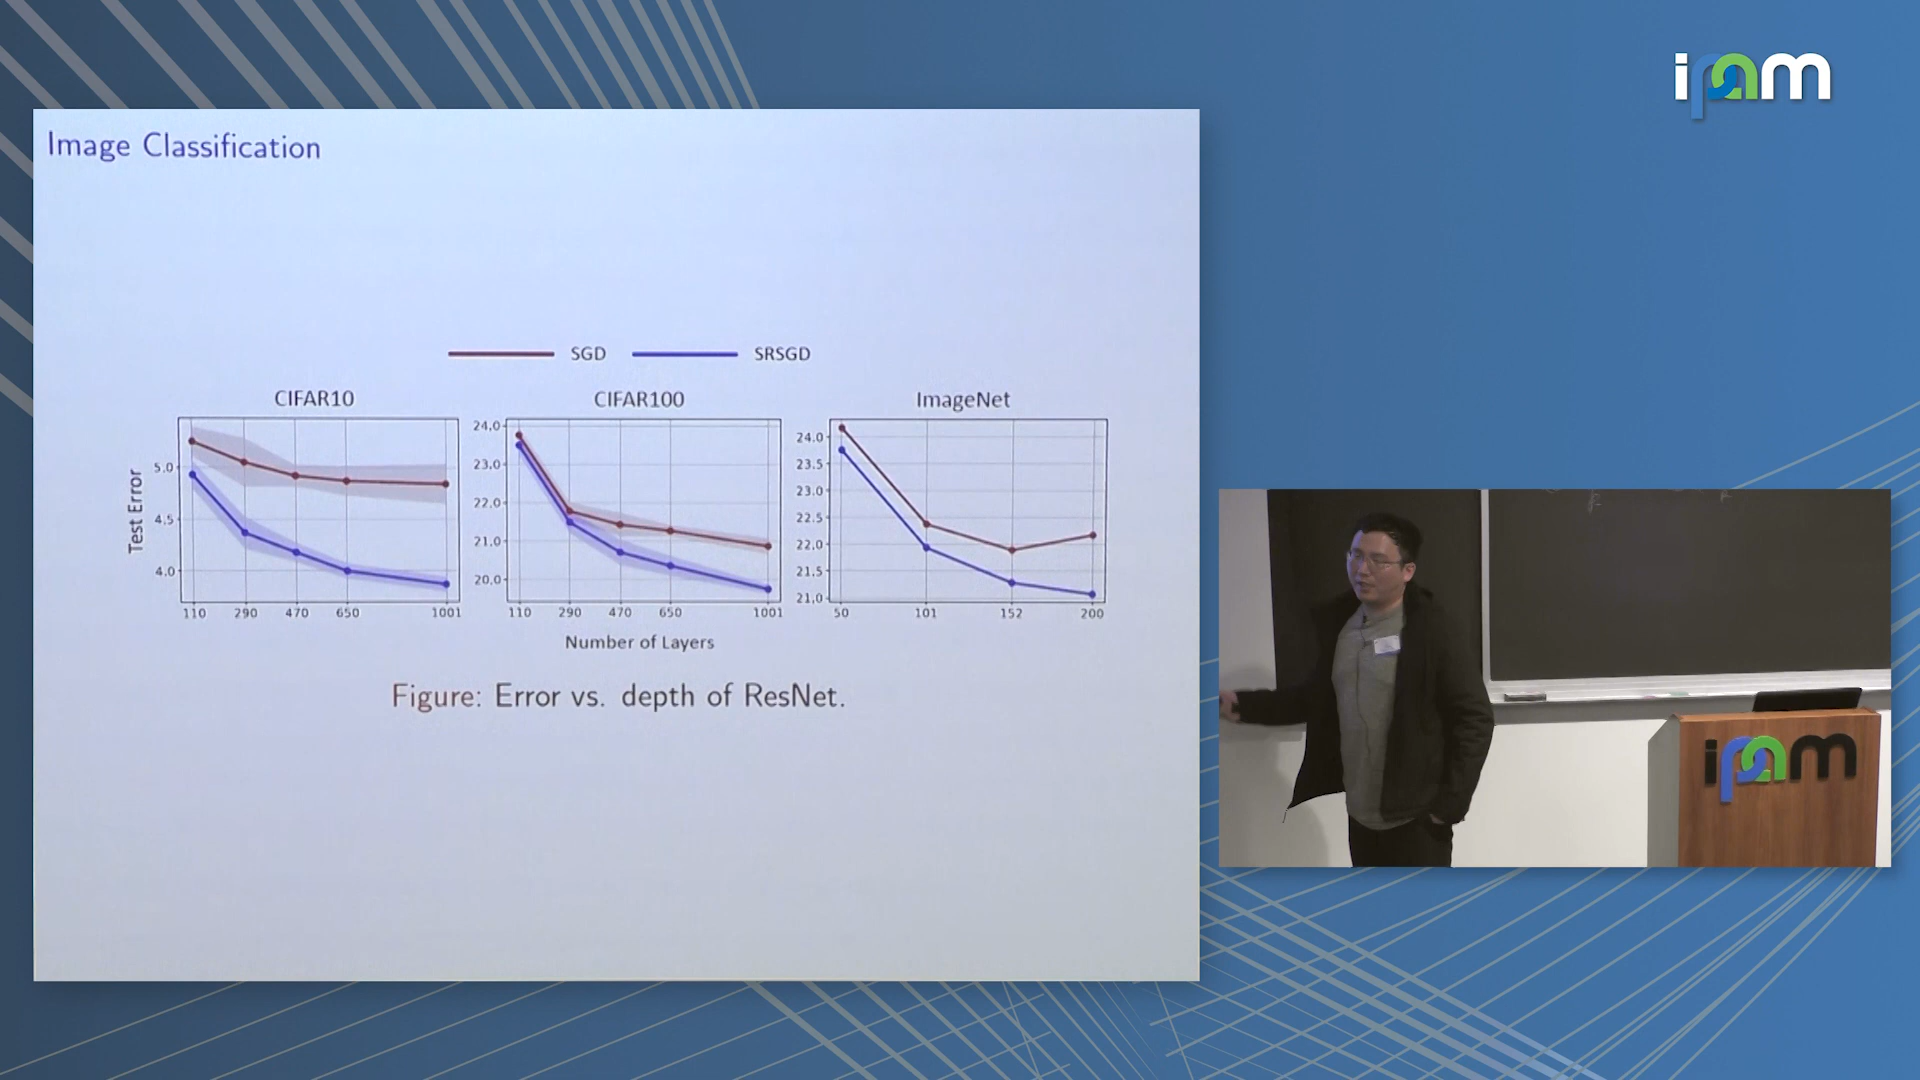 ipam
Image Classification
SGD SRSGD
CIFAR10 CIFAR100 ImageNet
Test Error
5.0
4.5
4.0
110 290 470 650 1001
24.0
23.0
22.0
21.0
20.0
110 290 470 650 1001
24.0
23.5
23.0
22.5
22.0
21.5
21.0
50 101 152 200
Number of Layers
Figure: Error vs. depth of ResNet.
ipam